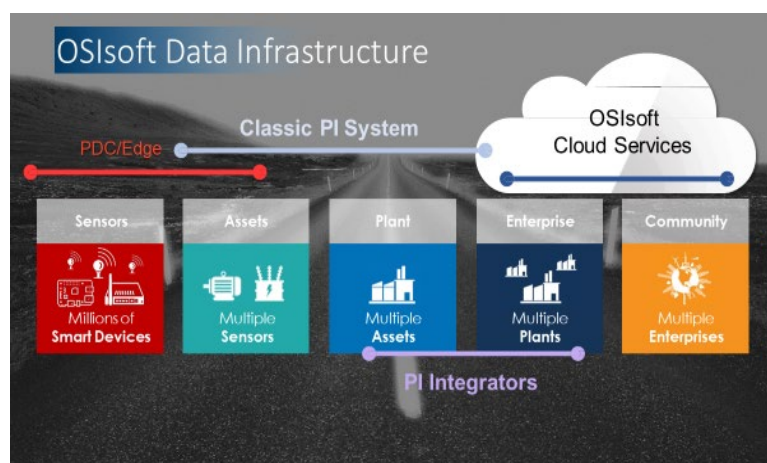 OSIsoft Data Infrastructure
Classic PI System
PDC/Edge
OSIsoft
Cloud Services
Sensors
Assets
Plant
Enterprise
Community
Millions of
Smart Devices
Multiple
Sensors
Multiple
Assets
Multiple
Plants
Multiple
Enterprises
PI Integrators